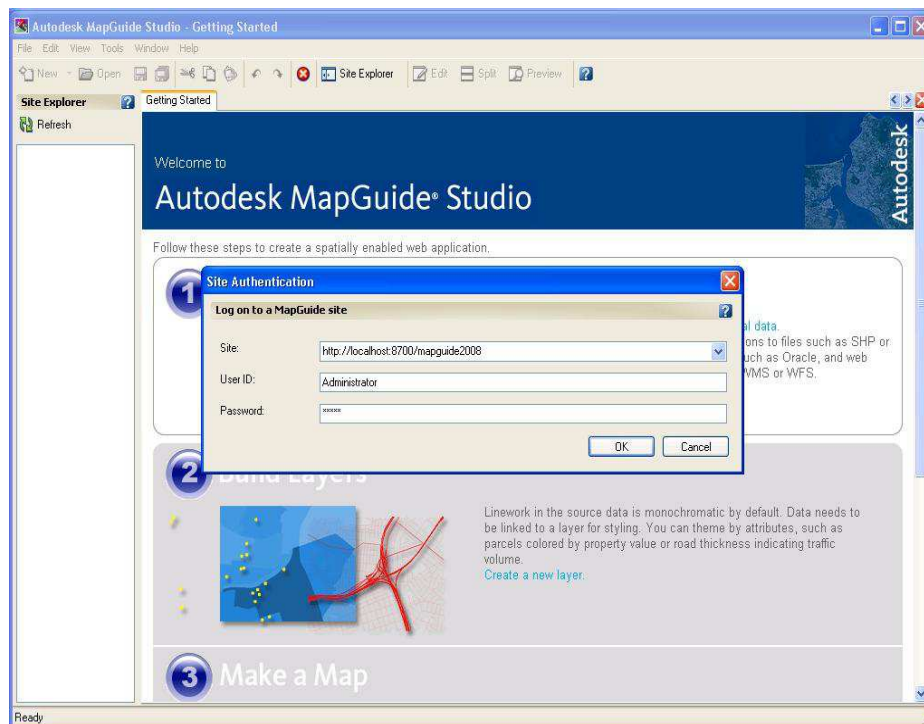 Autodesk MapGuide Studio - Getting Started
File Edit View Tools Window Help
New Open Site Explorer Edit Split Preview
Site Explorer
Getting Started
Refresh
Welcome to
Autodesk MapGuide® Studio
Autodesk
Follow these steps to create a spatially enabled web application.
1
al data.
ons to files such as SHP or
uch as Oracle, and web
WMS or WFS.
Site Authentication
Log on to a MapGuide site
Site: http://localhost:8700/mapguide2008
User ID: Administrator
Password: *****
OK Cancel
2 Build Layers
Linework in the source data is monochromatic by default. Data needs to
be linked to a layer for styling. You can theme by attributes, such as
parcels colored by property value or road thickness indicating traffic
volume.
Create a new layer.
3 Make a Map
Ready